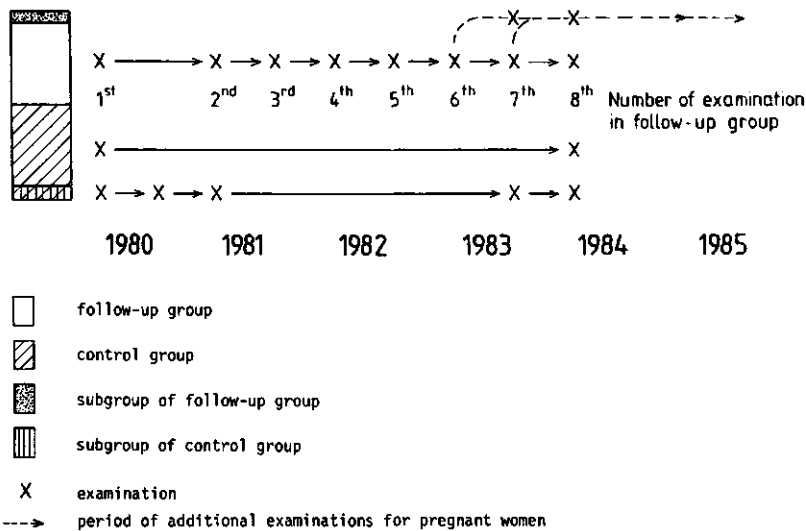 X X
X X X X X X X X
1st 2nd 3rd 4th 5th 6th 7th 8th Number of examination
in follow-up group
X X
X X X X X
1980 1981 1982 1983 1984 1985
follow-up group
control group
subgroup of follow-up group
subgroup of control group
X examination
period of additional examinations for pregnant women